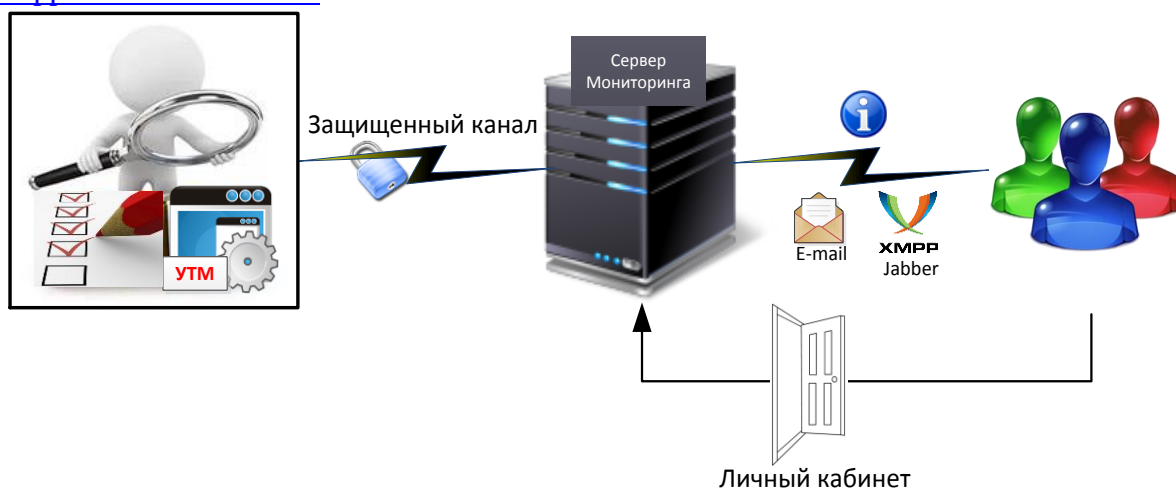 Сервер
Мониторинга
Защищенный канал
УТМ
E-mail
XMPP
Jabber
Личный кабинет